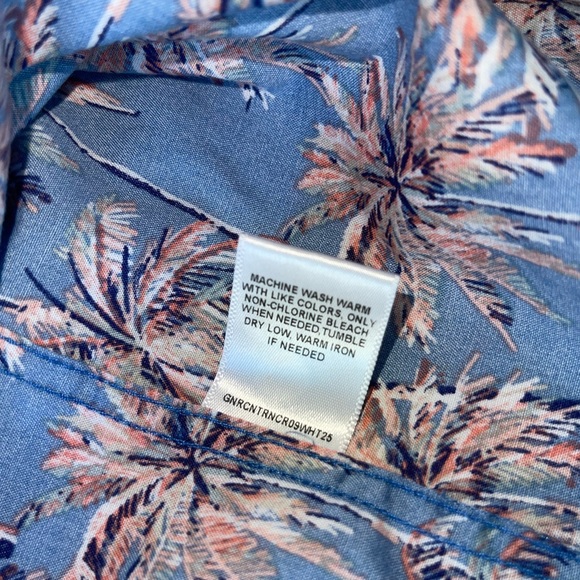 MACHINE WASH WARM
WITH LIKE COLORS, ONLY
NON-CHLORINE BLEACH
WHEN NEEDED, TUMBLE
DRY LOW, WARM IRON
IF NEEDED
GNRCNTRNCR09WHT25